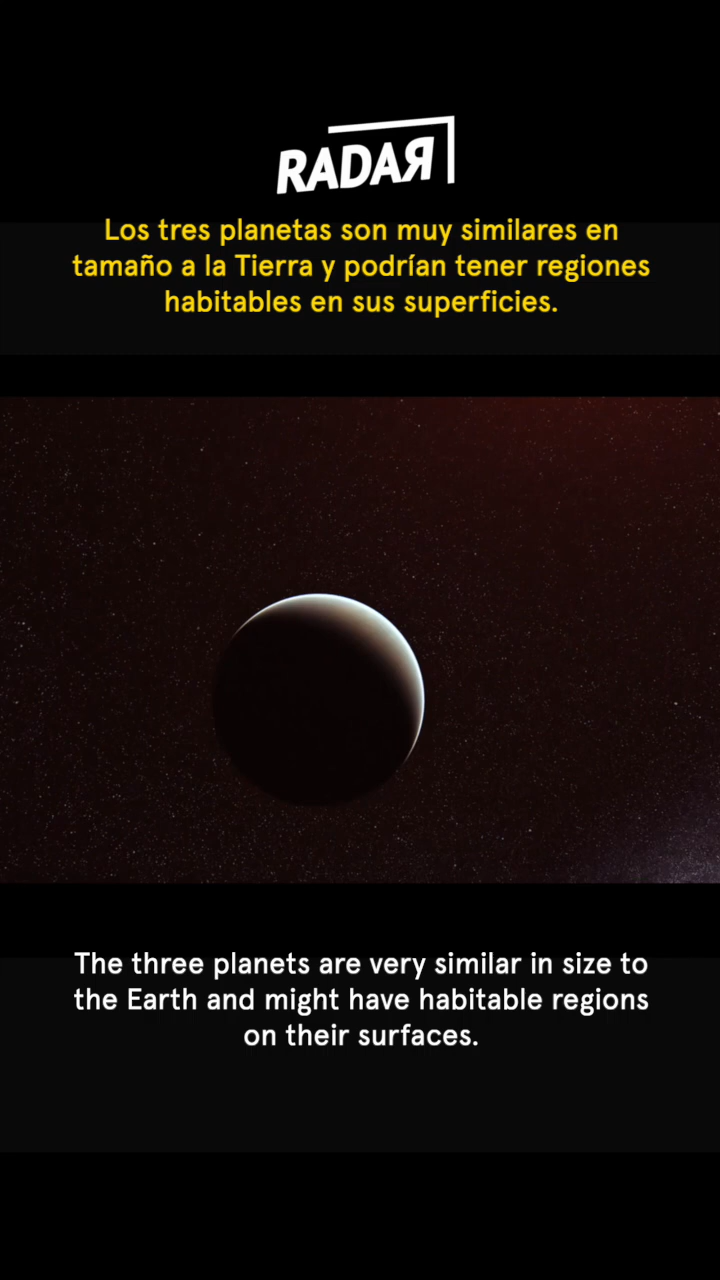 RADAR
Los tres planetas son muy similares en
tamaño a la Tierra y podrían tener regiones
habitables en sus superficies.
The three planets are very similar in size to
the Earth and might have habitable regions
on their surfaces.